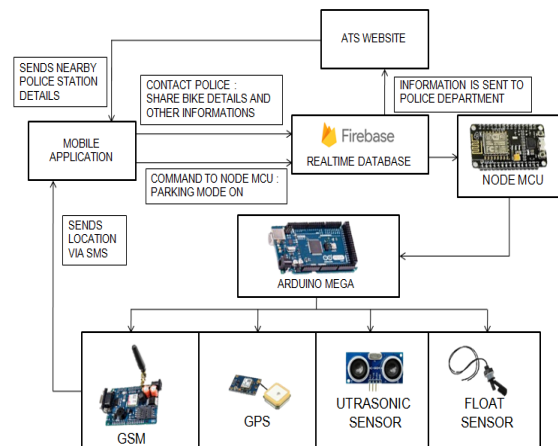 ATS WEBSITE
SENDS NEARBY
POLICE STATION
DETAILS
CONTACT POLICE :
SHARE BIKE DETAILS AND
OTHER INFORMATIONS
INFORMATION IS SENT TO
POLICE DEPARTMENT
MOBILE
APPLICATION
Firebase
REALTIME DATABASE
COMMAND TO NODE MCU :
PARKING MODE ON
NODE MCU
SENDS
LOCATION
VIA SMS
ARDUINO MEGA
GSM
GPS
UTRASONIC
SENSOR
FLOAT
SENSOR